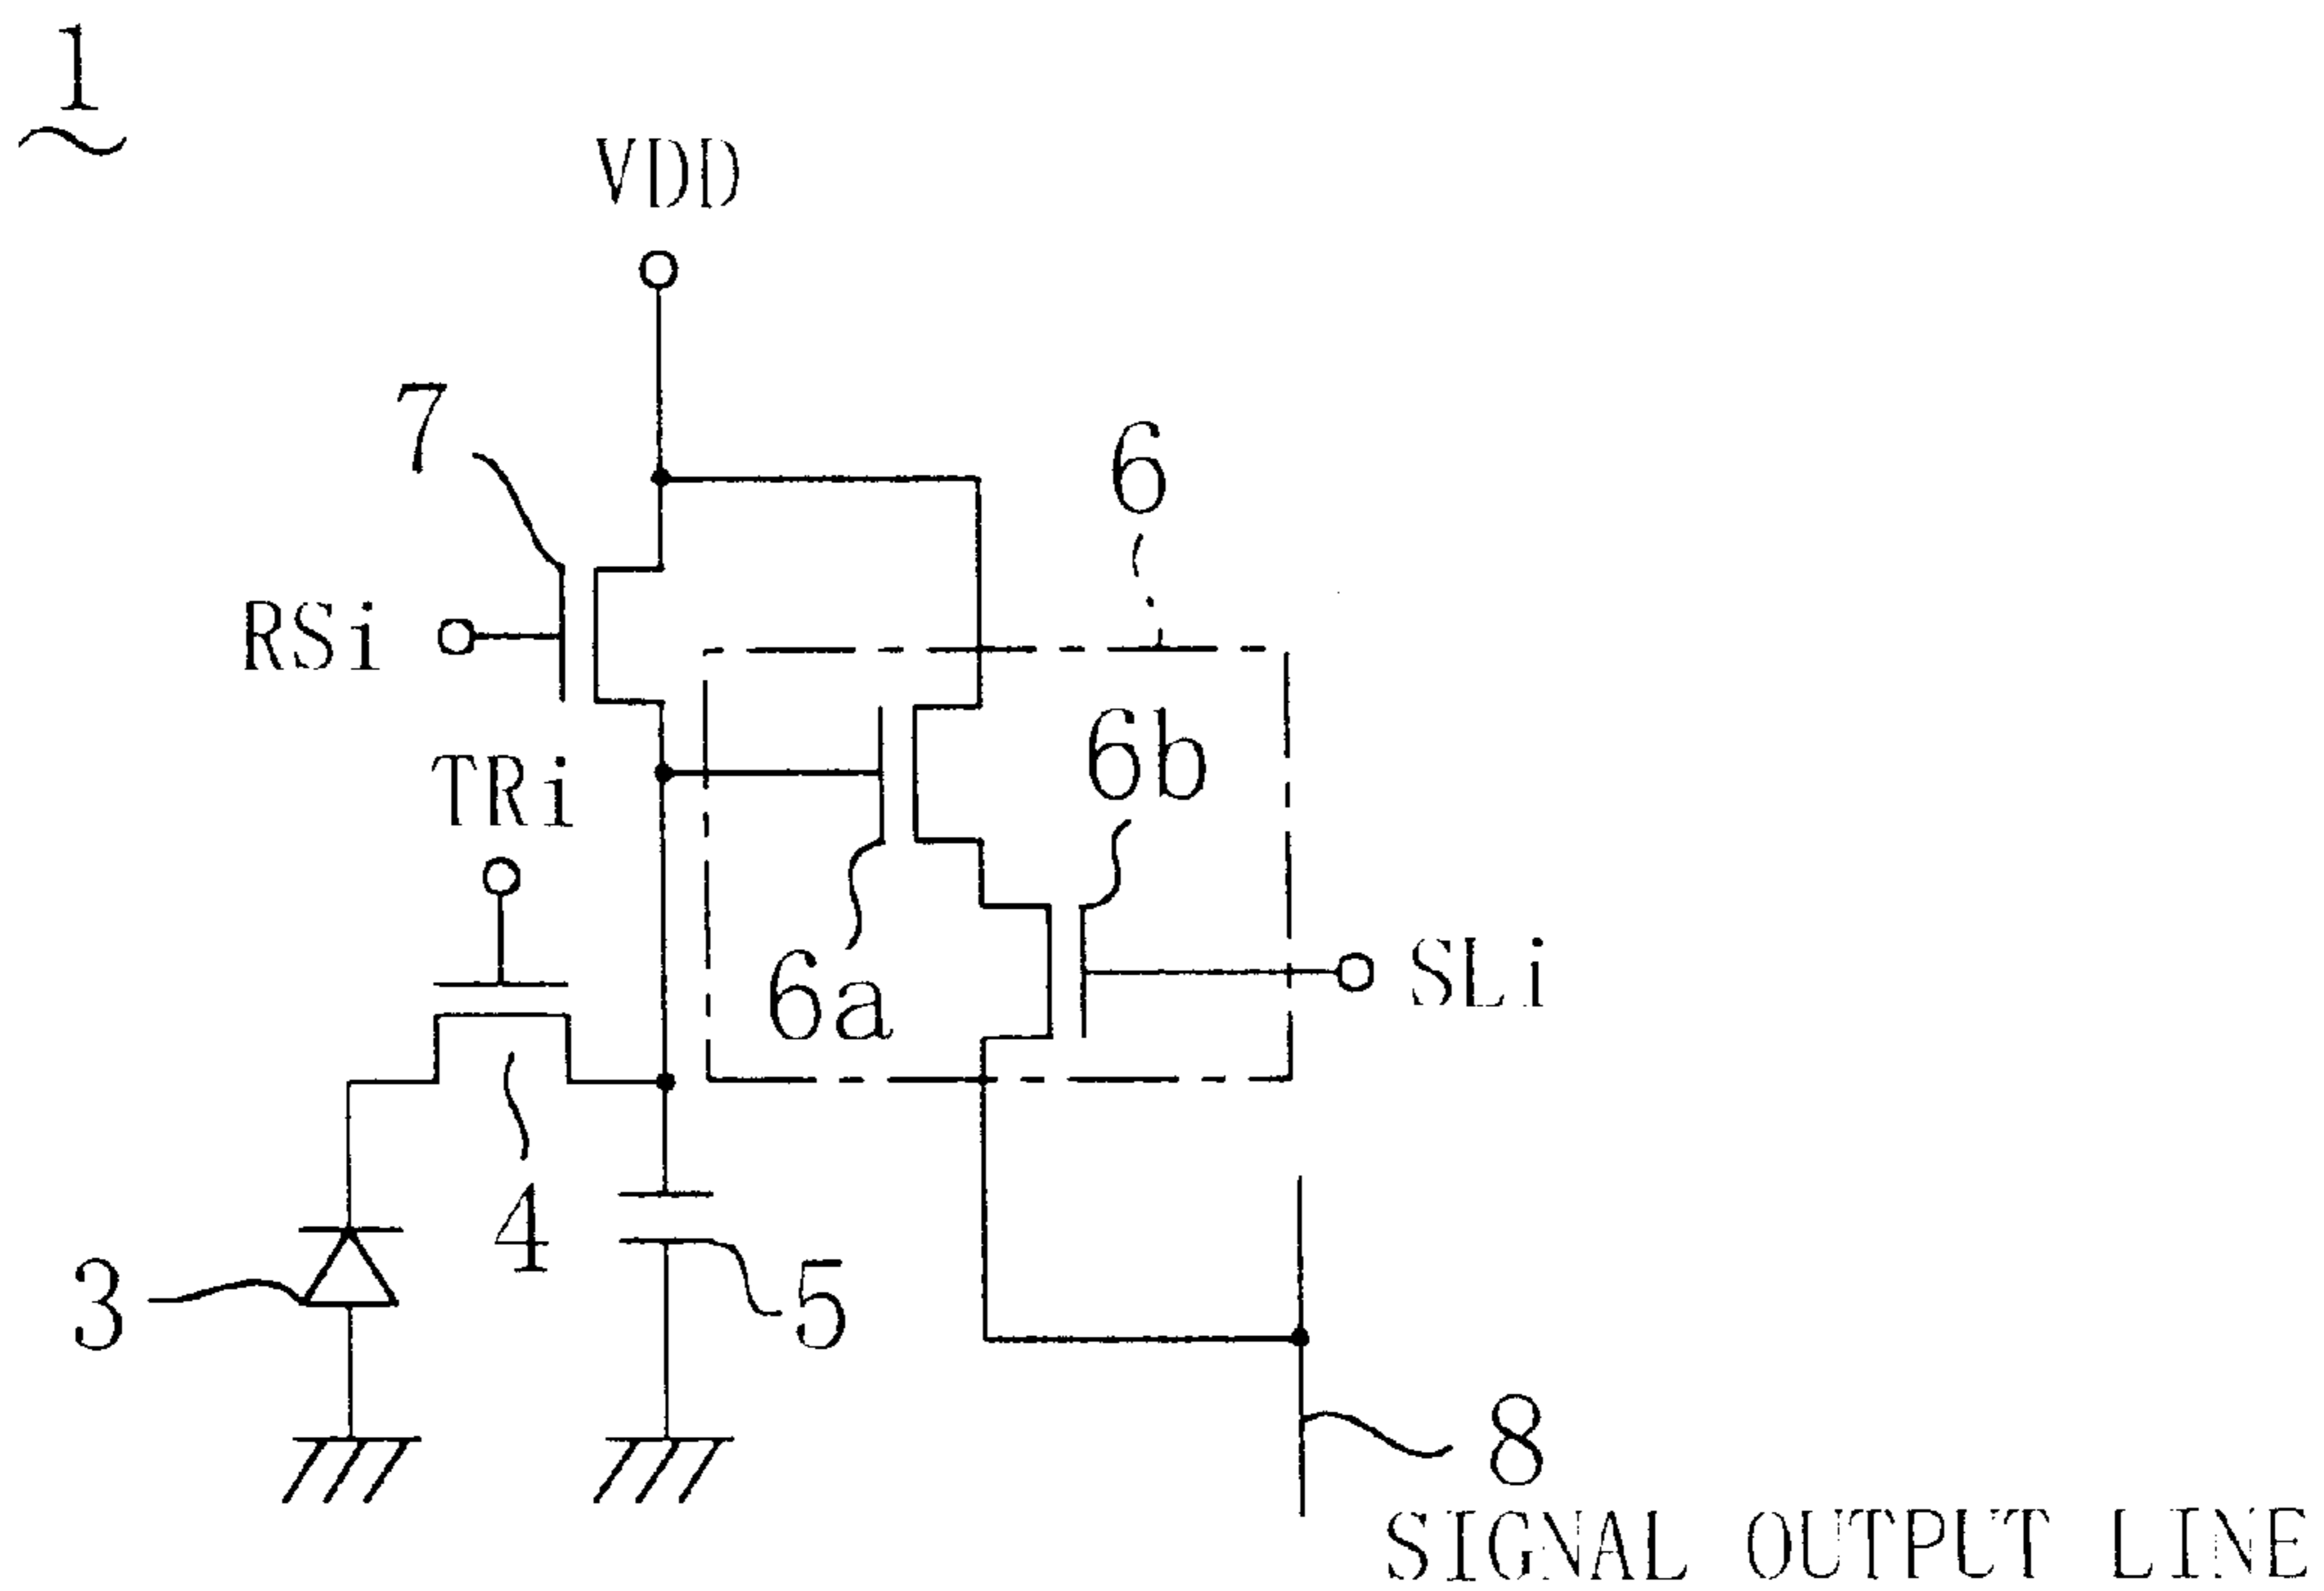 1
VDD
7
6
RSi
6b
TRi
6a
SLi
4
3
5
8
SIGNAL OUTPUT LINE